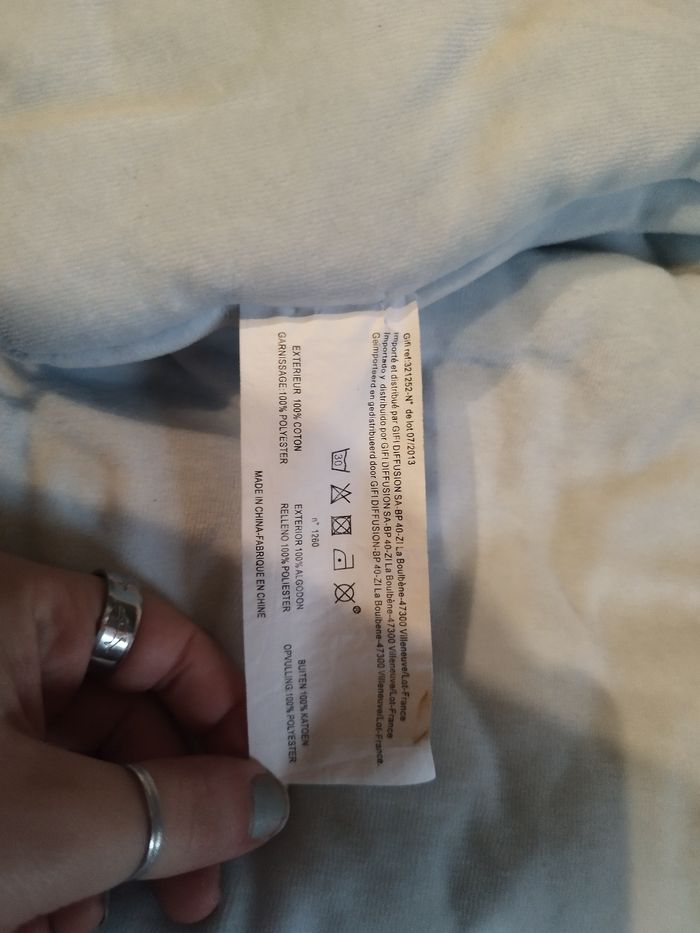 Gifi ref:321252-N° de lot 07/2013
Importé et distribué par GIFI DIFFUSION SA-BP 40-ZI La Boulbène-47300 Villeneuve/Lot-France
Importado y distribuido por GIFI DIFFUSION SA-BP 40-ZI La Boulbène-47300 Villeneuve/Lot-France
Geïmporteerd en gedistribueerd door GIFI DIFFUSION-BP 40-ZI La Boulbene-47300 Villeneuve/Lot-France.
30
n° 1260
EXTERIEUR 100% COTON
GARNISSAGE:100% POLYESTER
EXTERIOR 100% ALGODON
RELLENO 100% POLIESTER
BUITEN:100% KATOEN
OPVULLING:100% POLYESTER
MADE IN CHINA-FABRIQUE EN CHINE